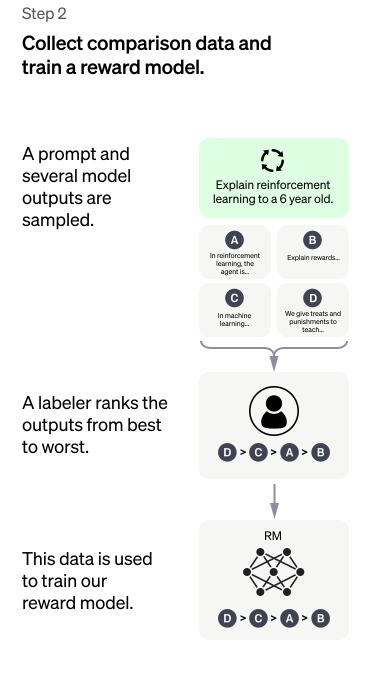 Step 2
Collect comparison data and
train a reward model.
A prompt and
several model
outputs are
sampled.
Explain reinforcement
learning to a 6 year old.
A
In reinforcement
learning, the
agent is...
B
Explain rewards...
C
In machine
learning...
D
We give treats and
punishments to
teach...
A labeler ranks the
outputs from best
to worst.
D > C > A > B
This data is used
to train our
reward model.
RM
D > C > A > B